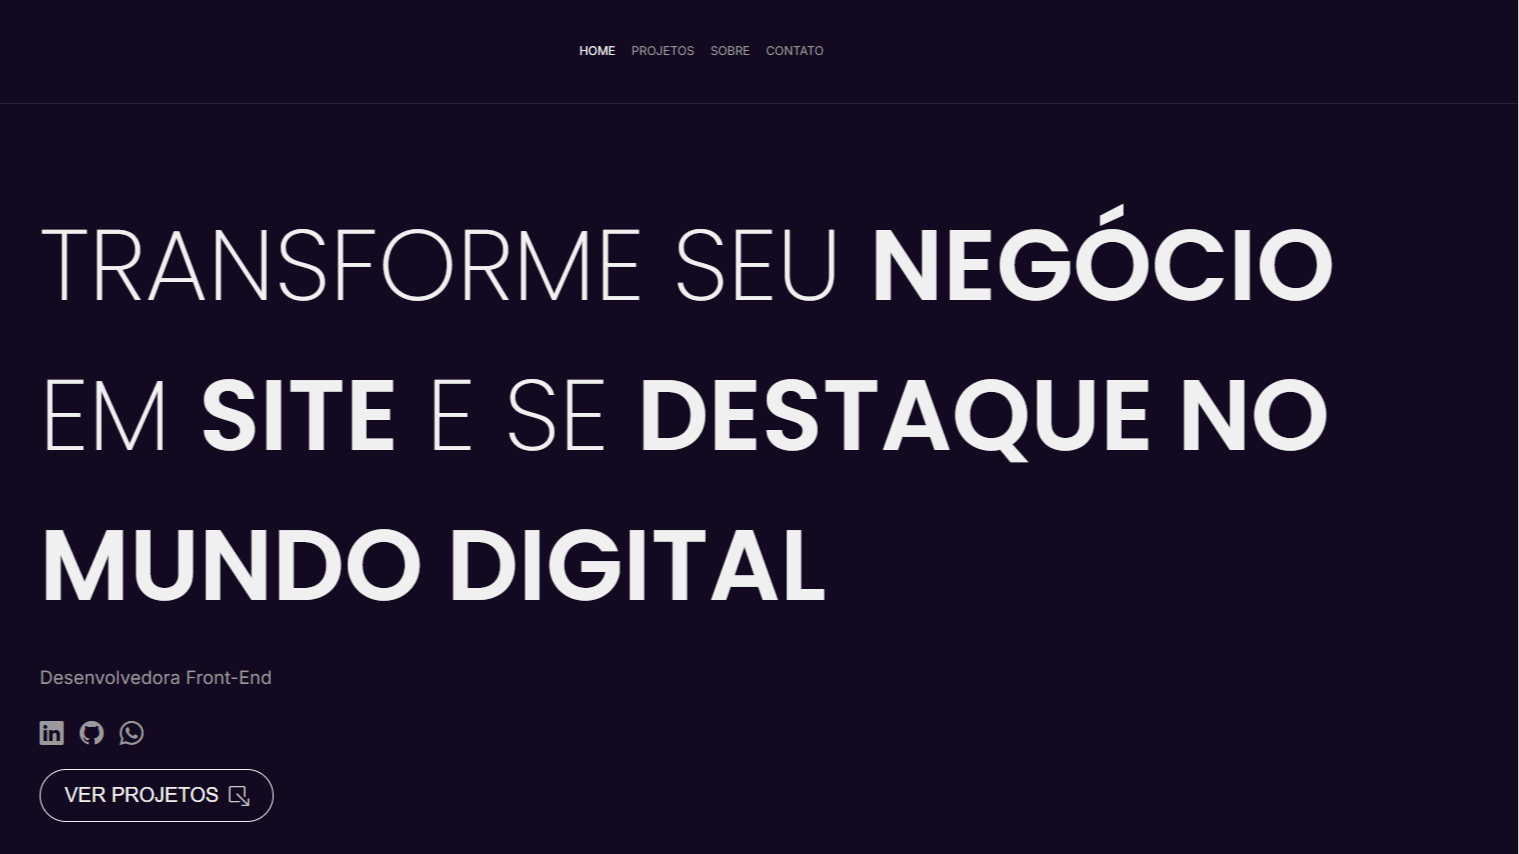 HOME PROJETOS SOBRE CONTATO
TRANSFORME SEU NEGÓCIO
EM SITE E SE DESTAQUE NO
MUNDO DIGITAL
Desenvolvedora Front-End
in
VER PROJETOS